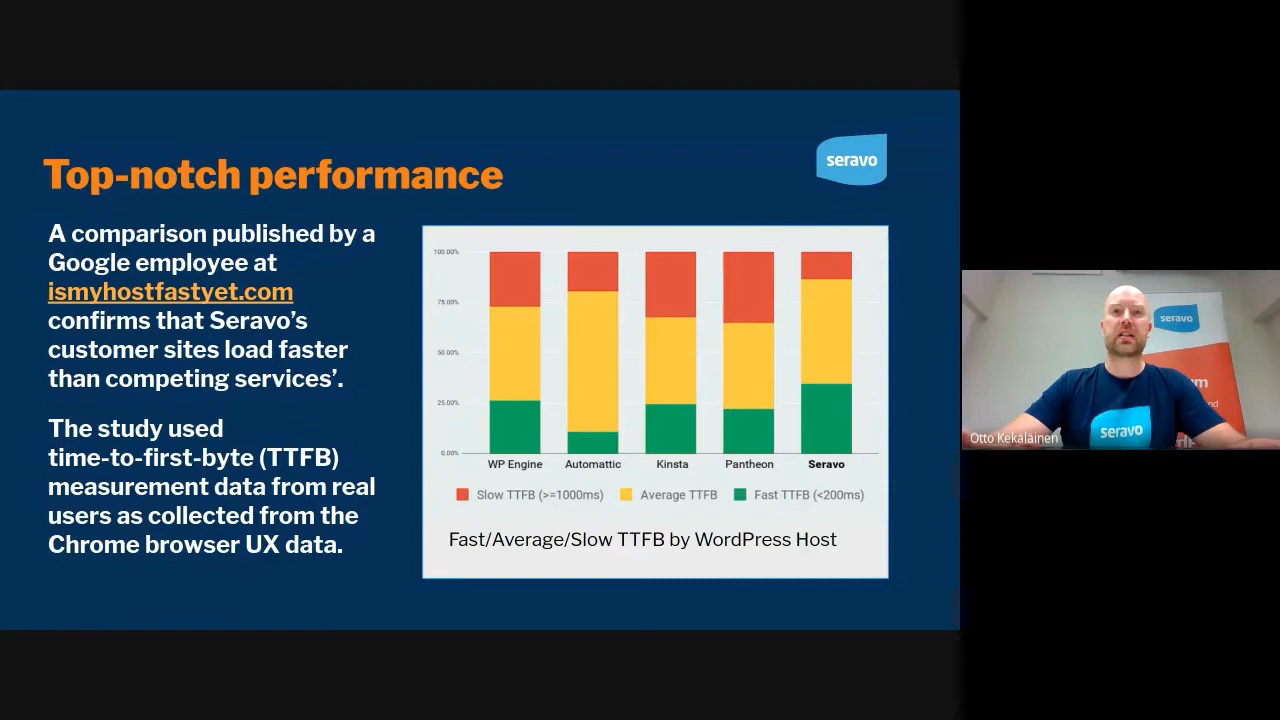 Top-notch performance
seravo
A comparison published by a
Google employee at
ismyhostfastyet.com
confirms that Seravo’s
customer sites load faster
than competing services’.
The study used
time-to-first-byte (TTFB)
measurement data from real
users as collected from the
Chrome browser UX data.
100.00%
75.00%
50.00%
25.00%
0.00%
WP Engine Automattic Kinsta Pantheon Seravo
Slow TTFB (>=1000ms) Average TTFB Fast TTFB (<200ms)
Fast/Average/Slow TTFB by WordPress Host
seravo
seravo
Otto Kekäläinen